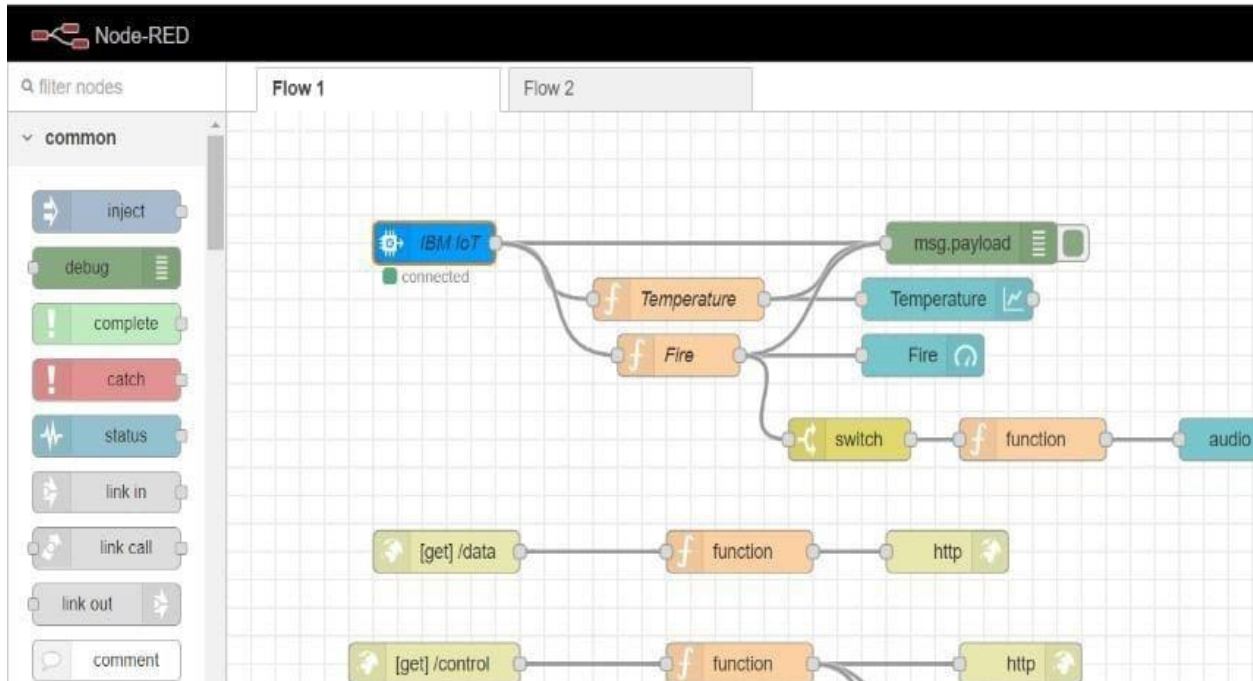 Node-RED
filter nodes
Flow 1
Flow 2
common
inject
debug
complete
catch
status
link in
link call
link out
comment
IBM IoT
connected
msg.payload
Temperature
Temperature
Fire
Fire
switch
function
audio
[get] /data
function
http
[get] /control
function
http